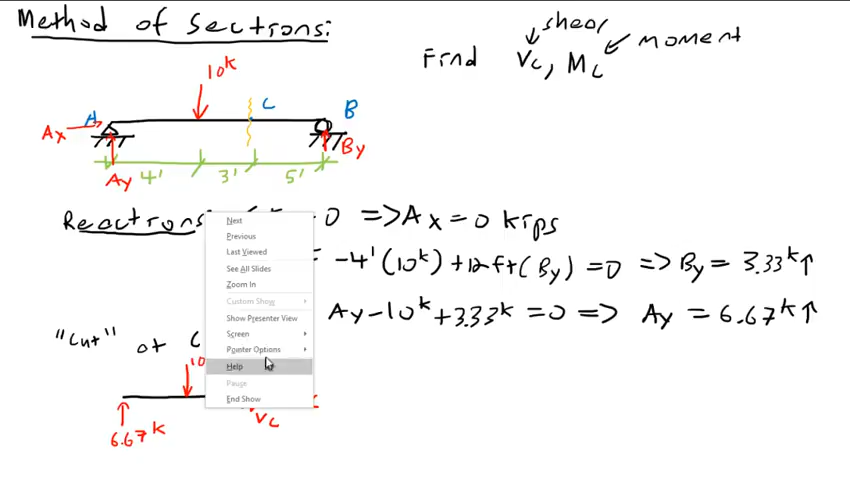 Method of Sections:
shear
Find Vc, Mc
moment
10k
A
C
B
Ax
By
Ay
4'
3'
5'
Reactions
0 => Ax = 0 kips
= -4'(10k) + 12ft(By) = 0 => By = 3.33k↑
Ay - 10k + 3.33k = 0 => Ay = 6.67k↑
"Cut" at C
10
Vc
6.67k
Next
Previous
Last Viewed
See All Slides
Zoom In
Custom Show
Show Presenter View
Screen
Pointer Options
Help
Pause
End Show